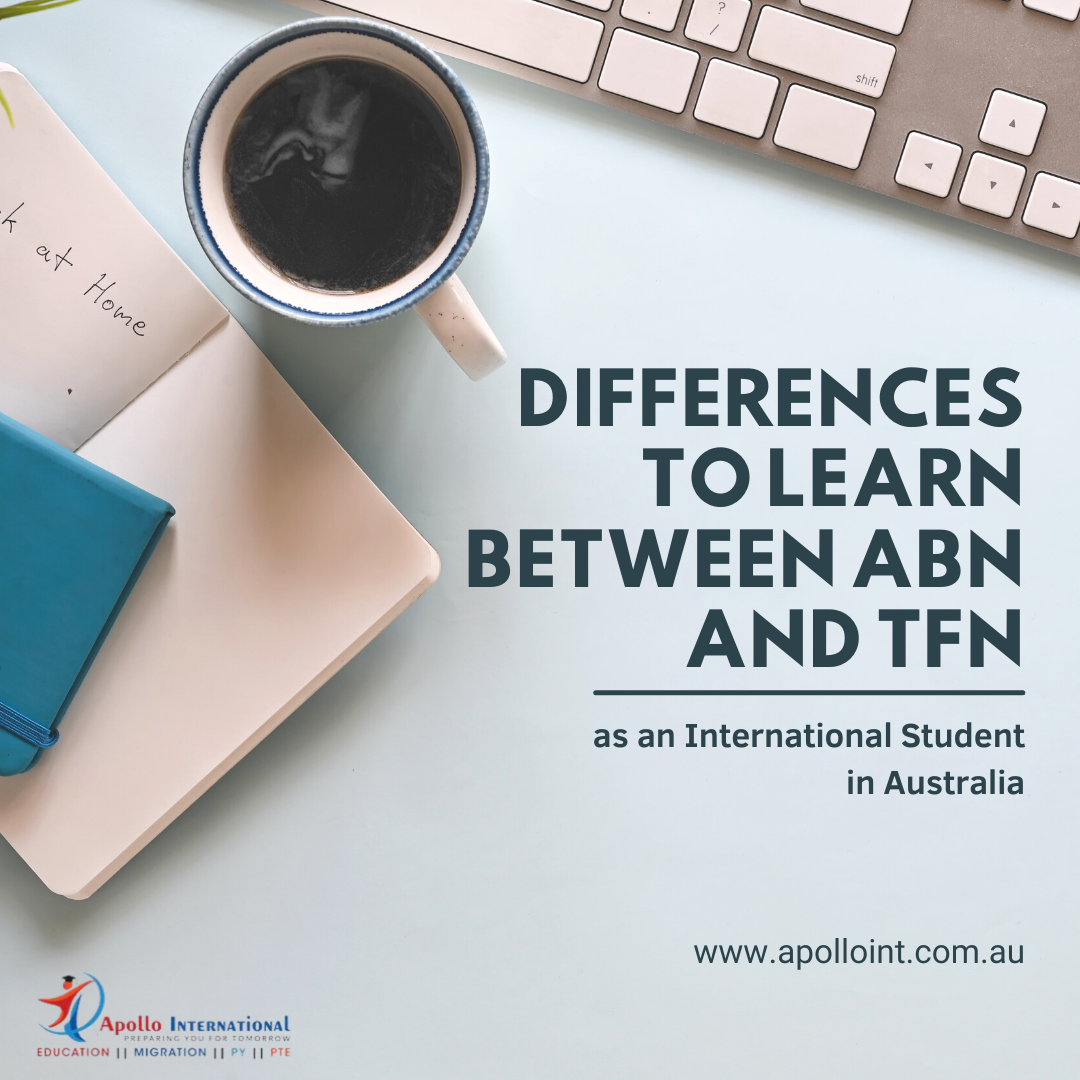 ?
/
shift
at Home
DIFFERENCES
TO LEARN
BETWEEN ABN
AND TFN
as an International Student
in Australia
www.apolloint.com.au
Apollo International
PREPARING YOU FOR TOMORROW
EDUCATION || MIGRATION || PY || PTE